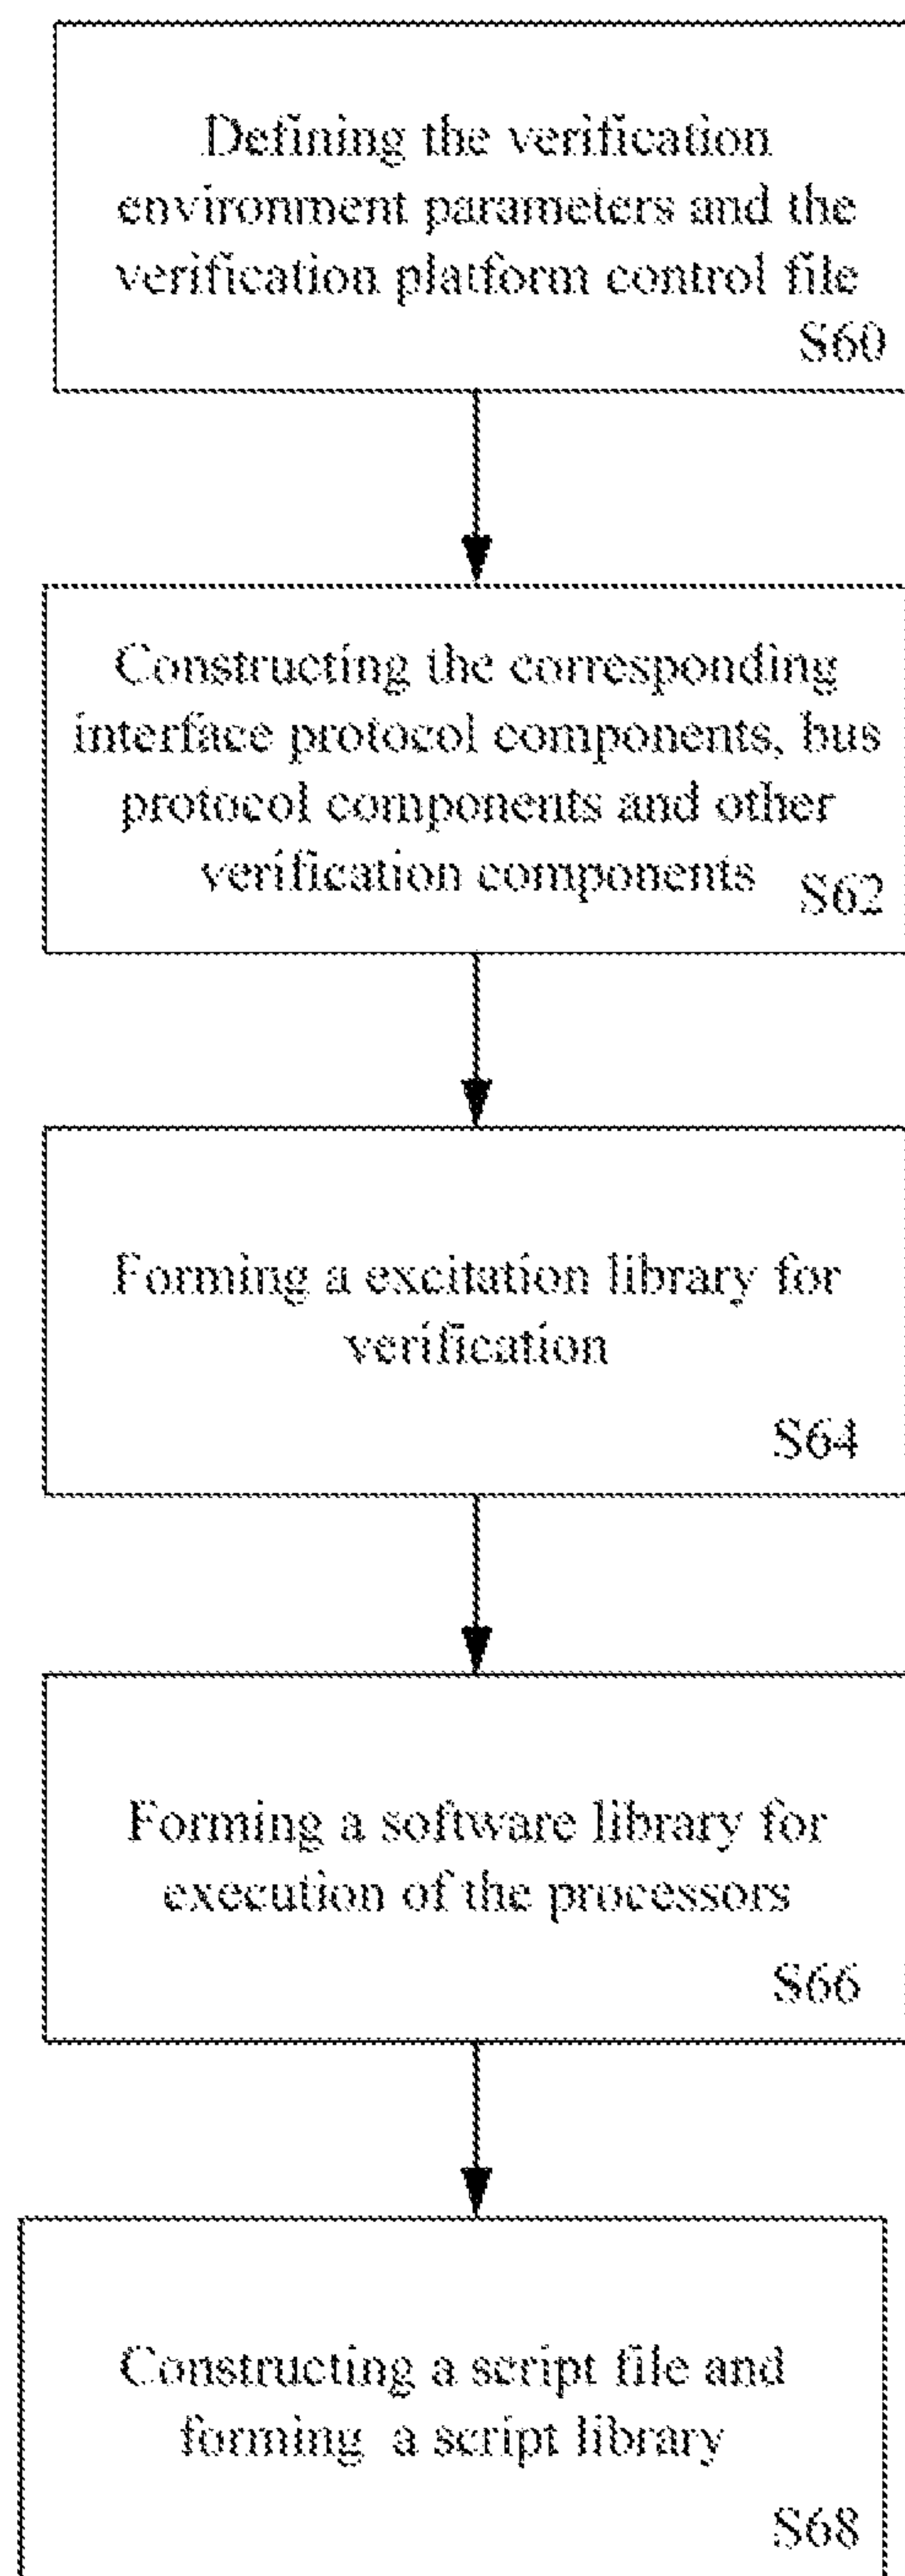 Defining the verification
environment parameters and the
verification platform control file
S60
Constructing the corresponding
interface protocol components, bus
protocol components and other
verification components
S62
Forming a excitation library for
verification
S64
Forming a software library for
execution of the processors
S66
Constructing a script file and
forming a script library
S68